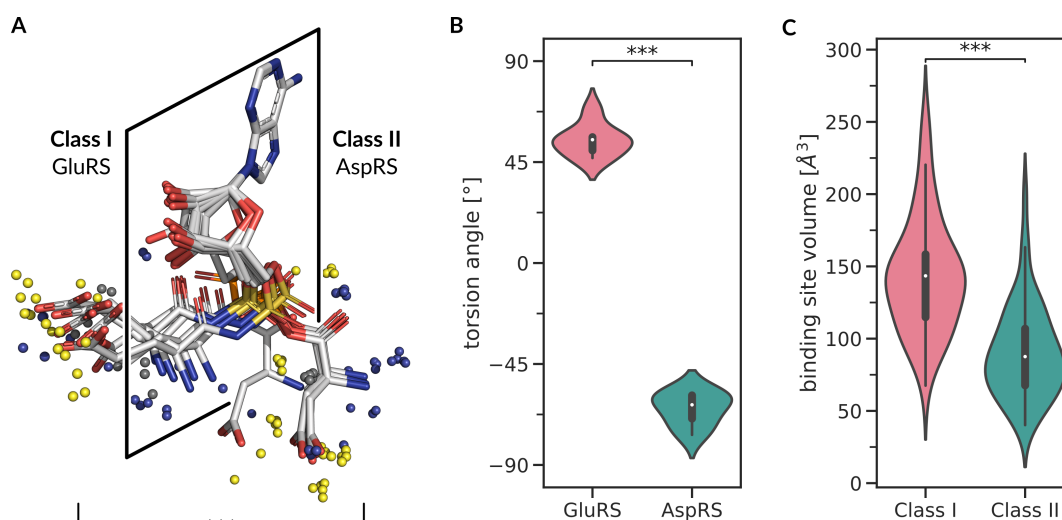 A
Class I
GluRS
Class II
AspRS
B
***
torsion angle [°]
90
45
0
−45
−90
GluRS
AspRS
C
***
binding site volume [Å³]
300
250
200
150
100
50
0
Class I
Class II